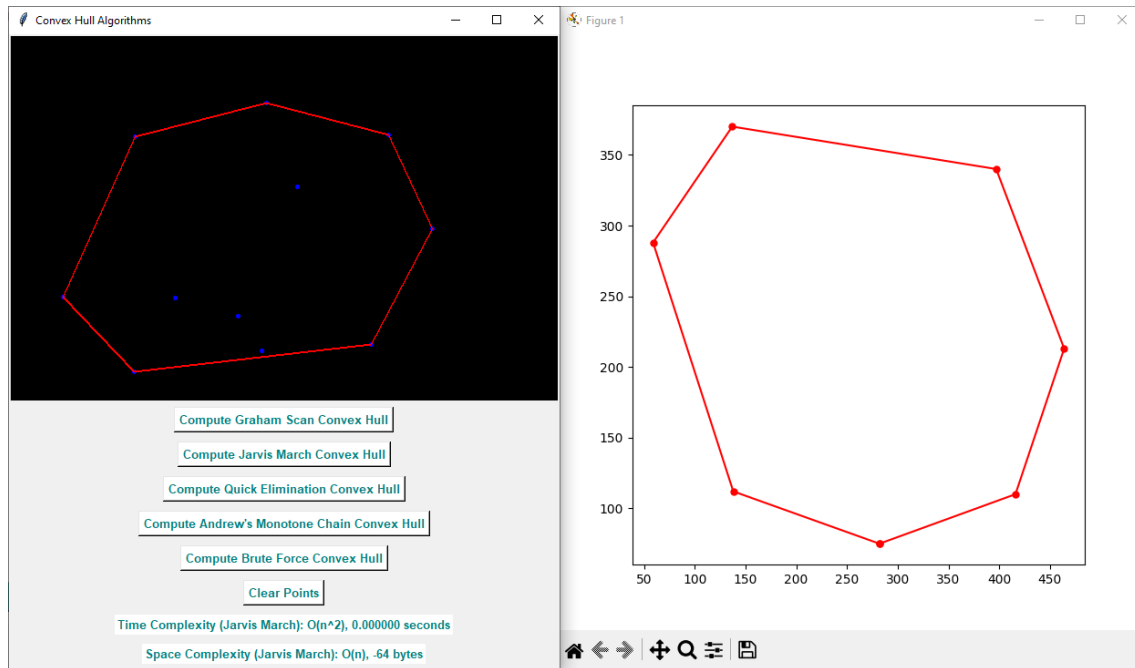 Convex Hull Algorithms
Compute Graham Scan Convex Hull
Compute Jarvis March Convex Hull
Compute Quick Elimination Convex Hull
Compute Andrew's Monotone Chain Convex Hull
Compute Brute Force Convex Hull
Clear Points
Time Complexity (Jarvis March): O(n^2), 0.000000 seconds
Space Complexity (Jarvis March): O(n), -64 bytes
Figure 1
350
300
250
200
150
100
50 100 150 200 250 300 350 400 450